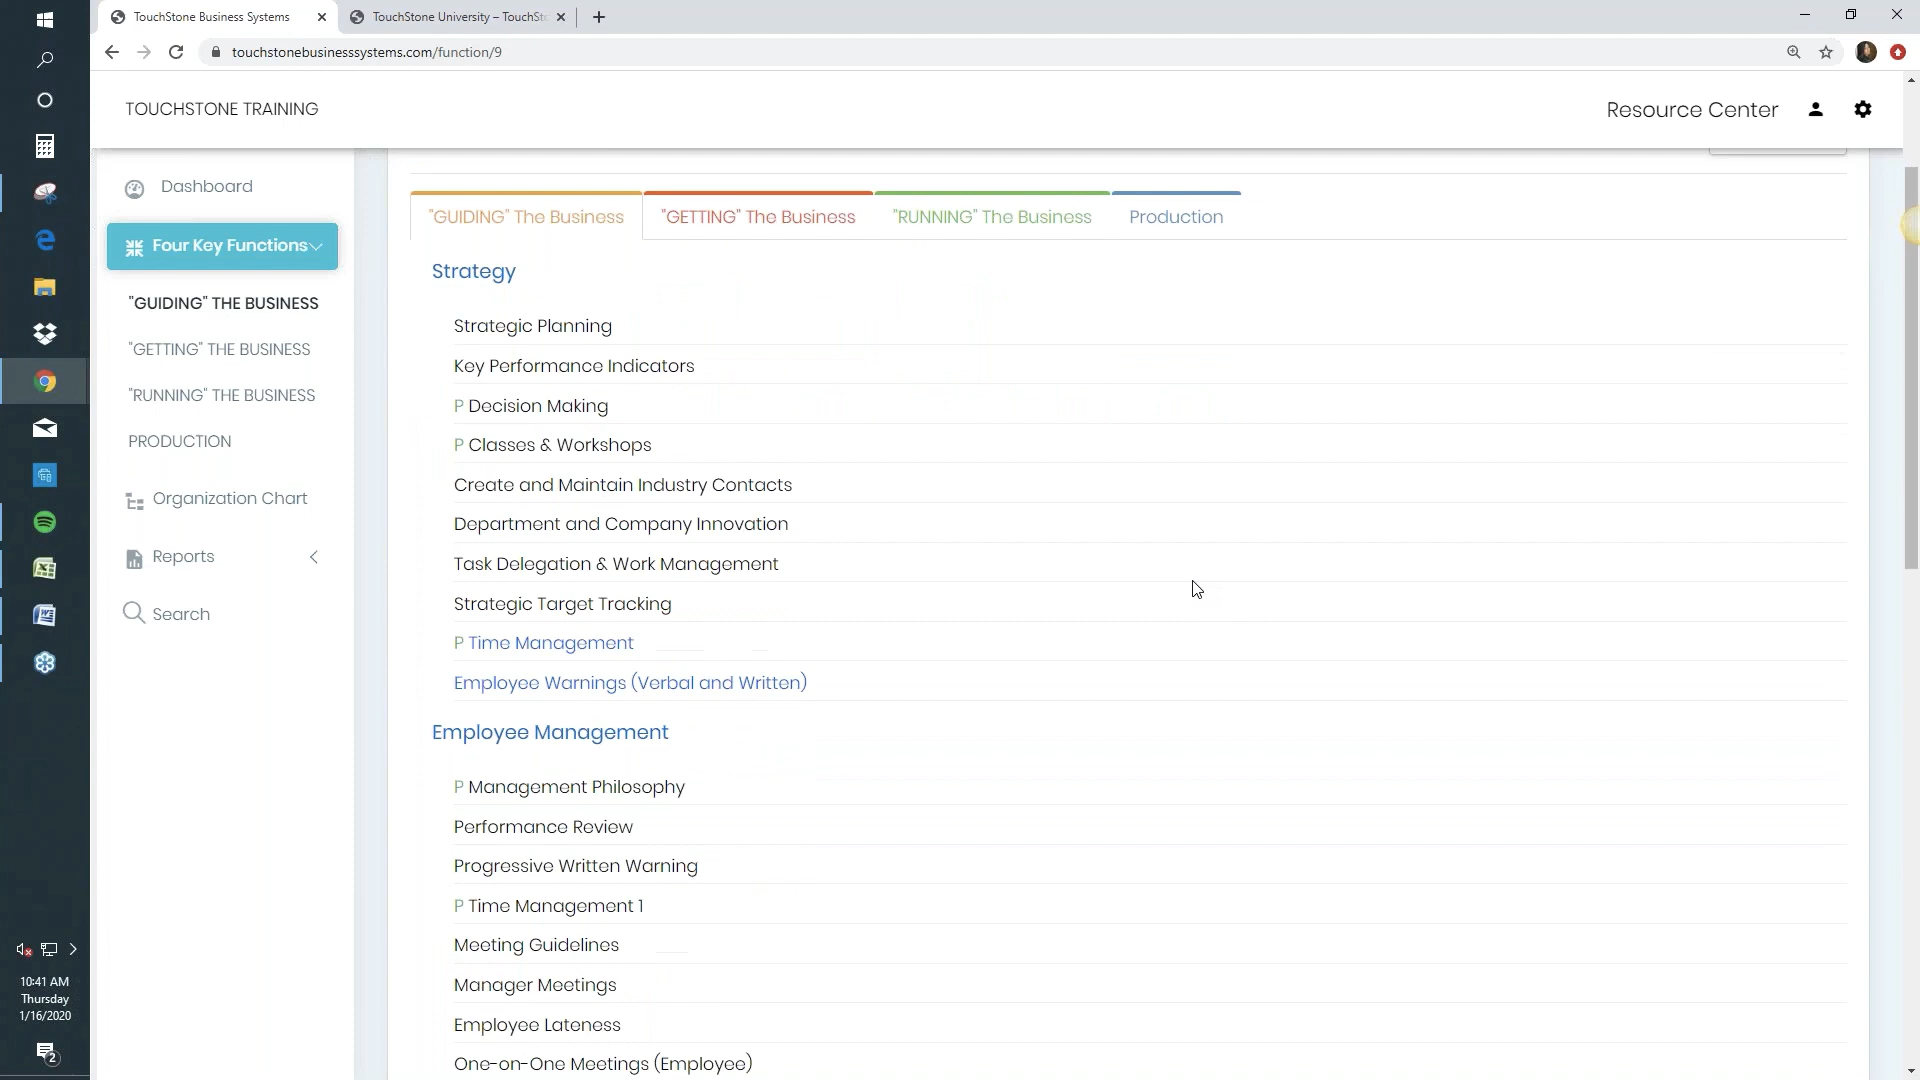 TouchStone Business Systems
TouchStone University – TouchSt
touchstonebusinesssystems.com/function/9
TOUCHSTONE TRAINING
Resource Center
Dashboard
Four Key Functions
"GUIDING" THE BUSINESS
"GETTING" THE BUSINESS
"RUNNING" THE BUSINESS
PRODUCTION
Organization Chart
Reports
Search
"GUIDING" The Business
"GETTING" The Business
"RUNNING" The Business
Production
Strategy
Strategic Planning
Key Performance Indicators
P Decision Making
P Classes & Workshops
Create and Maintain Industry Contacts
Department and Company Innovation
Task Delegation & Work Management
Strategic Target Tracking
P Time Management
Employee Warnings (Verbal and Written)
Employee Management
P Management Philosophy
Performance Review
Progressive Written Warning
P Time Management 1
Meeting Guidelines
Manager Meetings
Employee Lateness
One-on-One Meetings (Employee)
10:41 AM
Thursday
1/16/2020
2